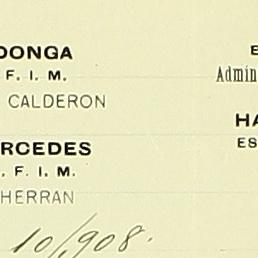 DONGA
F. I. M.
CALDERON
RCEDES
. F. I. M.
HERRAN
E
Admin
HA
ES
10/908.